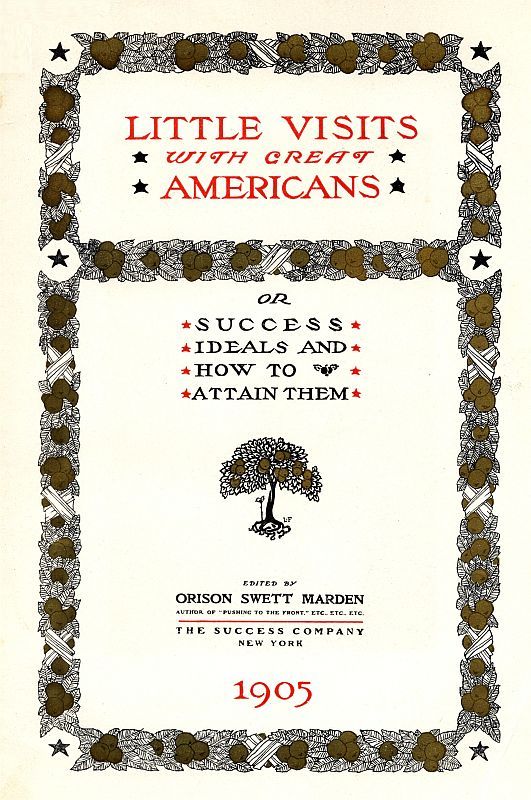 LITTLE VISITS
WITH GREAT
AMERICANS
OR
SUCCESS
IDEALS AND
HOW TO
ATTAIN THEM
LF
EDITED BY
ORISON SWETT MARDEN
AUTHOR OF "PUSHING TO THE FRONT," ETC., ETC., ETC.
THE SUCCESS COMPANY
NEW YORK
1905